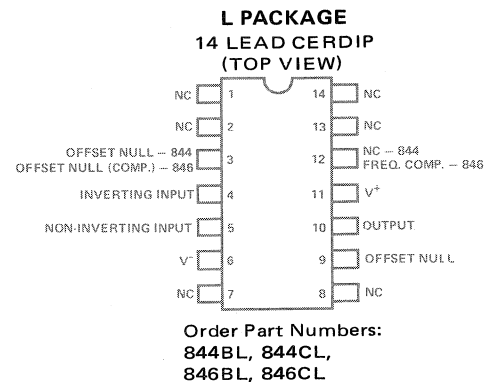 L PACKAGE
14 LEAD CERDIP
(TOP VIEW)
NC 1 14 NC
NC 2 13 NC
OFFSET NULL – 844
OFFSET NULL (COMP.) – 846
3 12
NC – 844
FREQ. COMP. – 846
INVERTING INPUT 4 11 V+
NON-INVERTING INPUT 5 10 OUTPUT
V- 6 9 OFFSET NULL
NC 7 8 NC
Order Part Numbers:
844BL, 844CL,
846BL, 846CL